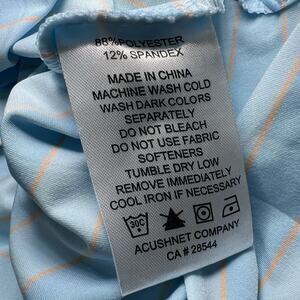 88% POLYESTER
12% SPANDEX
MADE IN CHINA
MACHINE WASH COLD
WASH DARK COLORS
SEPARATELY
DO NOT BLEACH
DO NOT USE FABRIC
SOFTENERS
TUMBLE DRY LOW
REMOVE IMMEDIATELY
COOL IRON IF NECESSARY
30C
ACUSHNET COMPANY
CA # 28544